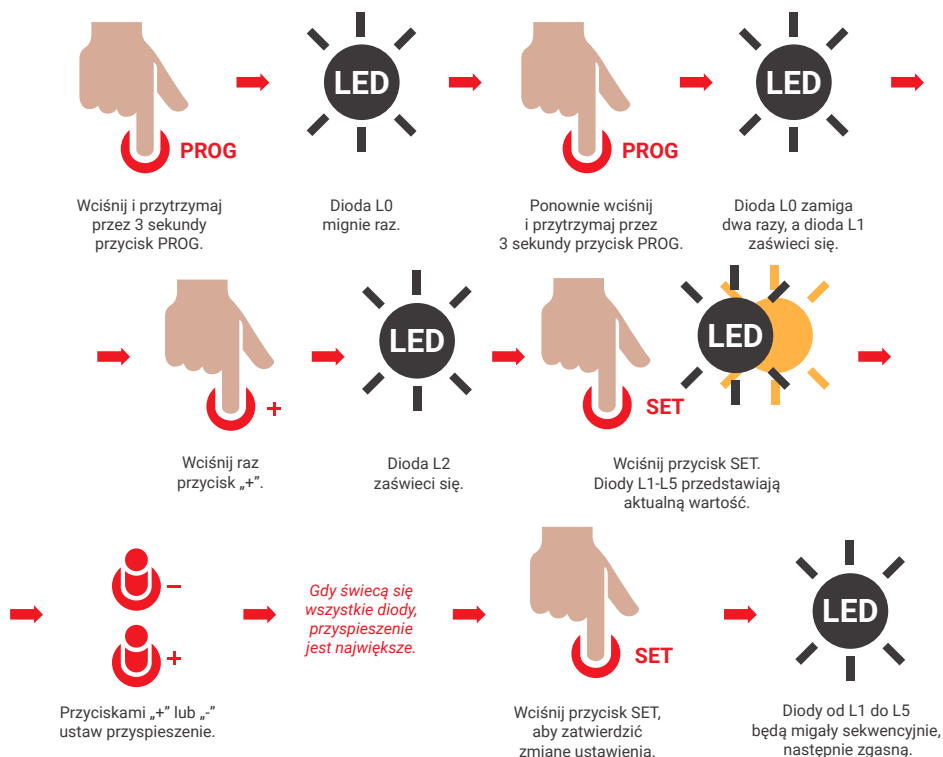 PROG
LED
PROG
LED
Wciśnij i przytrzymaj
przez 3 sekundy
przycisk PROG.
Dioda L0
mignie raz.
Ponownie wciśnij
i przytrzymaj przez
3 sekundy przycisk PROG.
Dioda L0 zamiga
dwa razy, a dioda L1
zaświeci się.
+
LED
SET
LED
Wciśnij raz
przycisk „+”.
Dioda L2
zaświeci się.
Wciśnij przycisk SET.
Diody L1-L5 przedstawiają
aktualną wartość.
-
+
Gdy świecą się
wszystkie diody,
przyspieszenie
jest największe.
SET
LED
Przyciskami „+” lub „-”
ustaw przyspieszenie.
Wciśnij przycisk SET,
aby zatwierdzić
zmianę ustawienia.
Diody od L1 do L5
będą migały sekwencyjnie,
następnie zgasną.